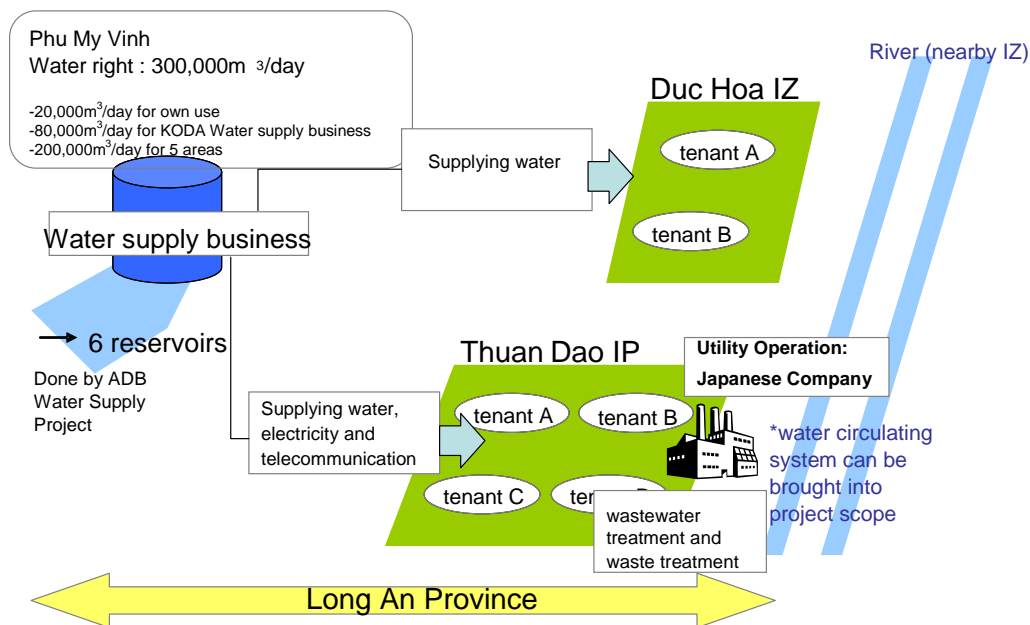 Phu My Vinh
Water right : 300,000m 3/day
-20,000m3/day for own use
-80,000m3/day for KODA Water supply business
-200,000m3/day for 5 areas
Water supply business
6 reservoirs
Done by ADB
Water Supply
Project
Supplying water
Duc Hoa IZ
tenant A
tenant B
River (nearby IZ)
Supplying water,
electricity and
telecommunication
Thuan Dao IP
tenant A
tenant B
tenant C
tenant
Utility Operation:
Japanese Company
*water circulating
system can be
brought into
project scope
wastewater
treatment and
waste treatment
Long An Province